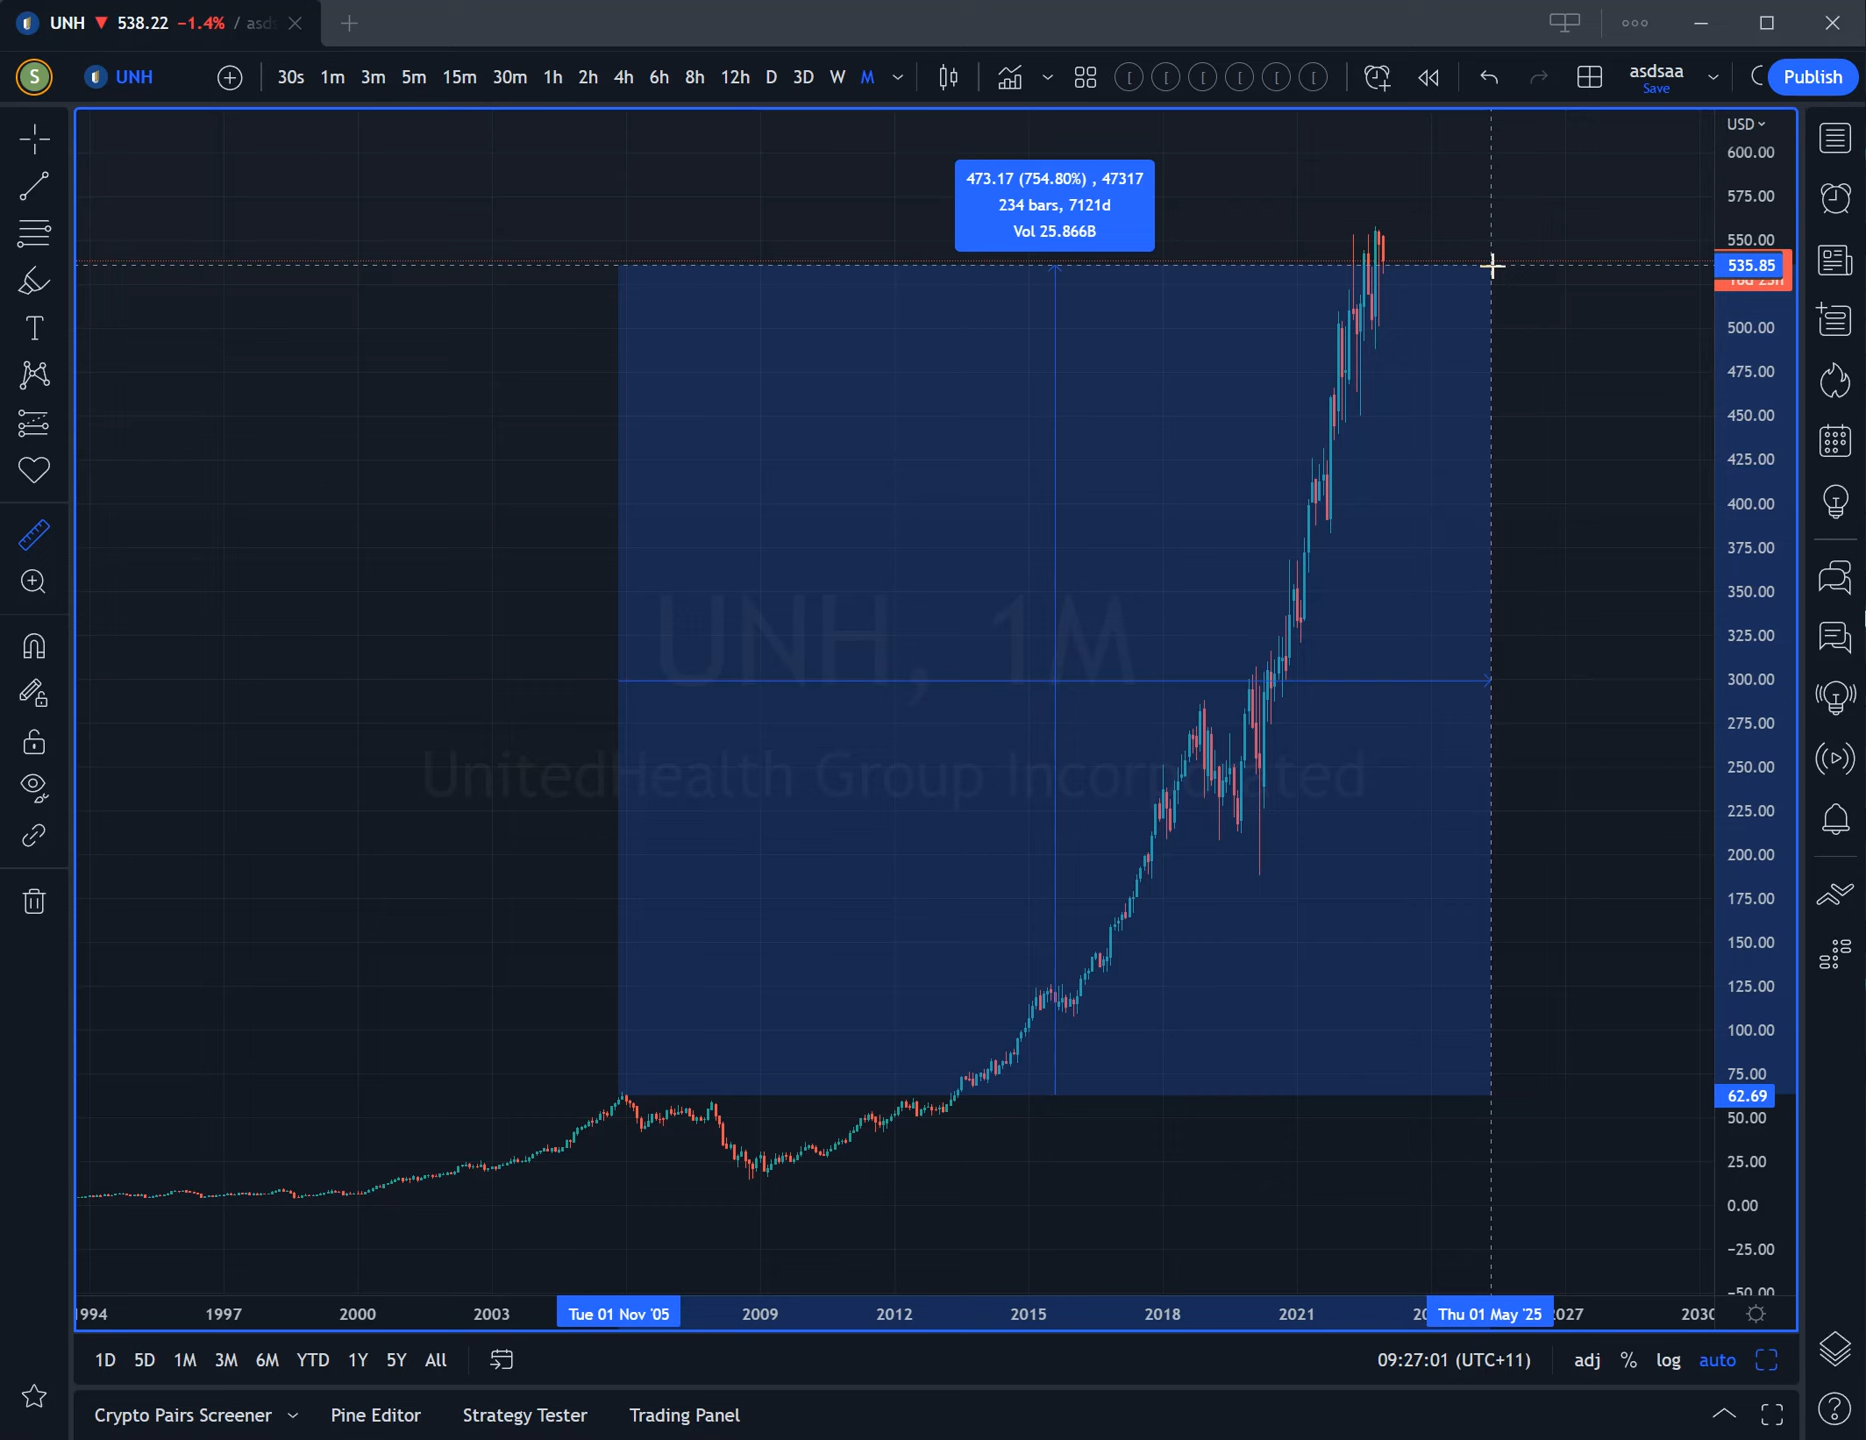 UNH ▼ 538.22 −1.4% / asds
S UNH 30s 1m 3m 5m 15m 30m 1h 2h 4h 6h 8h 12h D 3D W M asdsaa Save Publish
USD
600.00
575.00
550.00
535.85
16d 23h
500.00
475.00
450.00
425.00
400.00
375.00
350.00
325.00
300.00
275.00
250.00
225.00
200.00
175.00
150.00
125.00
100.00
75.00
62.69
50.00
25.00
0.00
−25.00
−50.00
473.17 (754.80%) , 47317
234 bars, 7121d
Vol 25.866B
UNH, 1M
UnitedHealth Group Incorporated
1994 1997 2000 2003 Tue 01 Nov '05 2009 2012 2015 2018 2021 Thu 01 May '25 2027 2030
1D 5D 1M 3M 6M YTD 1Y 5Y All 09:27:01 (UTC+11) adj % log auto
Crypto Pairs Screener Pine Editor Strategy Tester Trading Panel